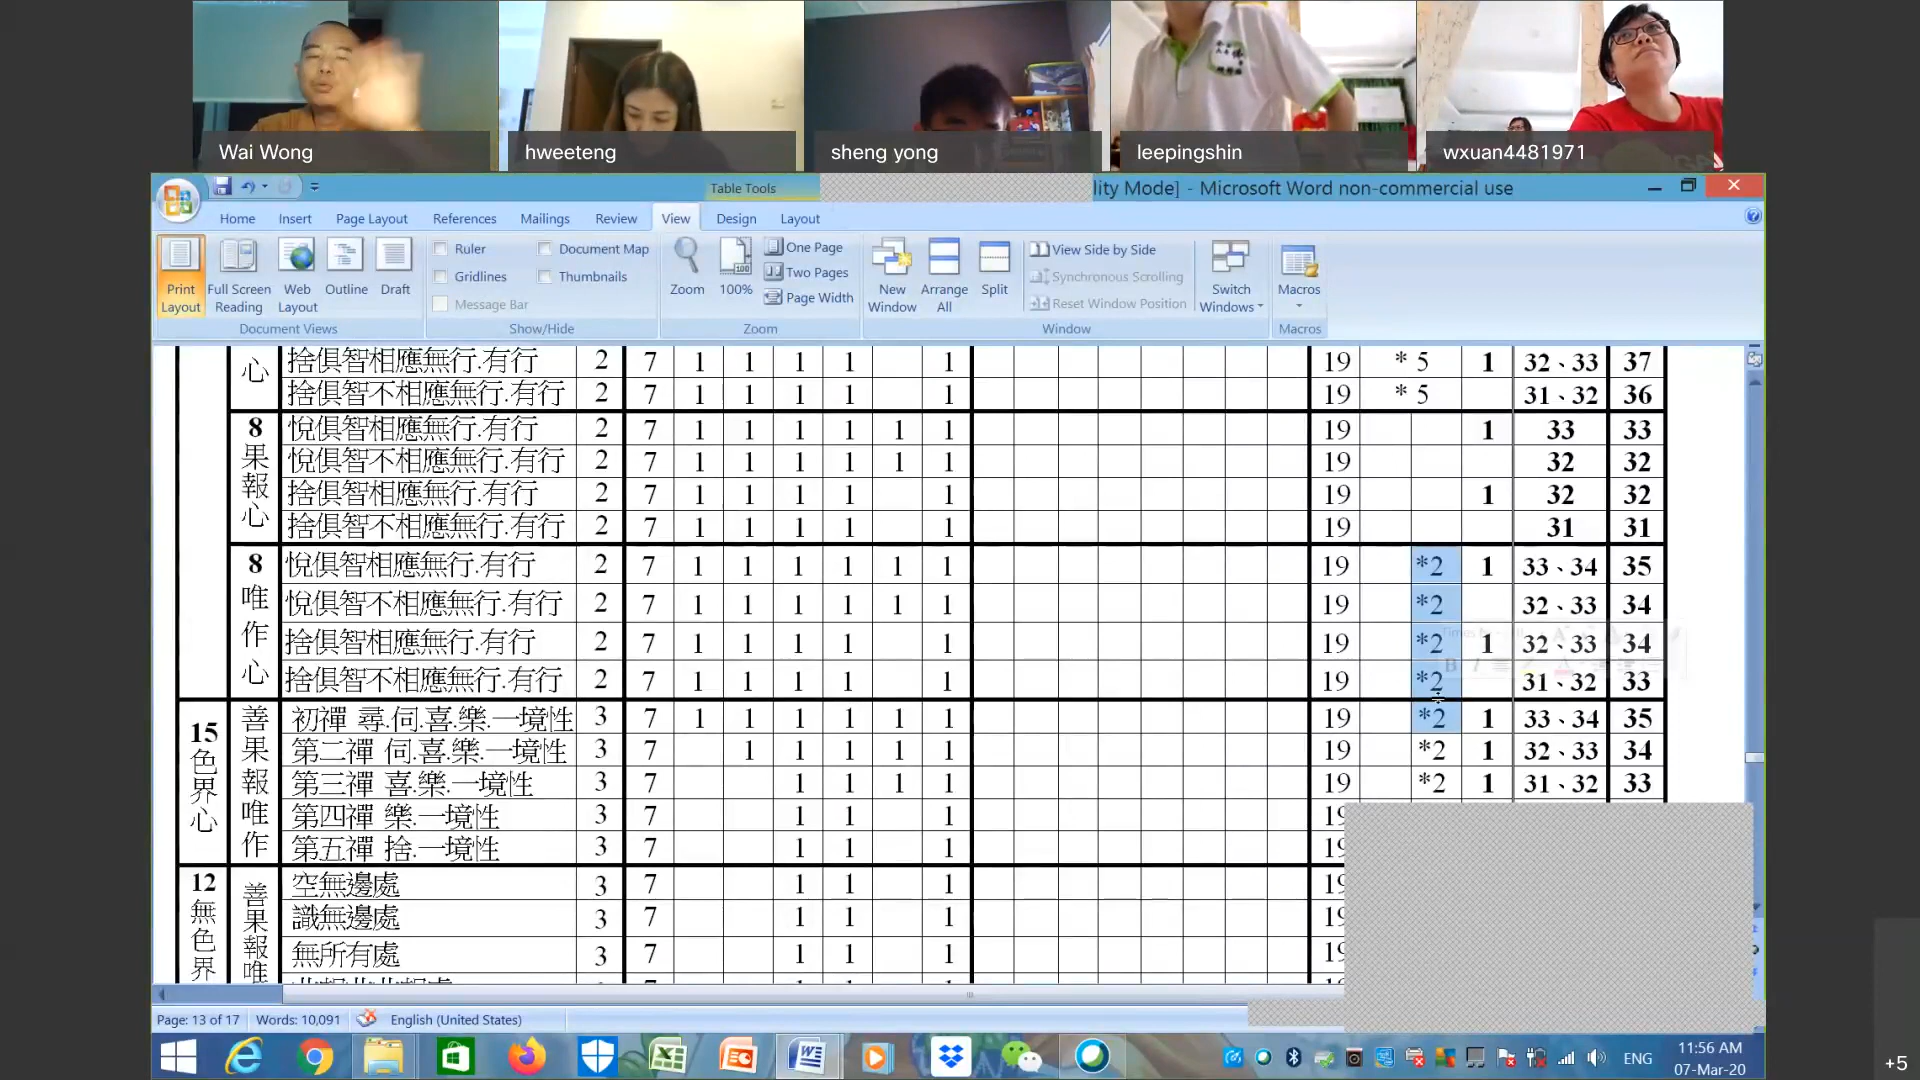 Wai Wong
hweeteng
sheng yong
leepingshin
wxuan4481971
Table Tools
lity Mode] - Microsoft Word non-commercial use
Home Insert Page Layout References Mailings Review View Design Layout
Print Layout
Full Screen Reading
Web Layout
Outline
Draft
Document Views
Ruler
Gridlines
Message Bar
Document Map
Thumbnails
Show/Hide
Zoom
100%
One Page
Two Pages
Page Width
Zoom
New Window
Arrange All
Split
View Side by Side
Synchronous Scrolling
Reset Window Position
Switch Windows
Window
Macros
Macros
心
捨俱智相應無行.有行 2 7 1 1 1 1 1 19 * 5 1 32、33 37
捨俱智不相應無行.有行 2 7 1 1 1 1 1 19 * 5 31、32 36
8 果報心
悅俱智相應無行.有行 2 7 1 1 1 1 1 1 19 1 33 33
悅俱智不相應無行.有行 2 7 1 1 1 1 1 1 19 32 32
捨俱智相應無行.有行 2 7 1 1 1 1 1 19 1 32 32
捨俱智不相應無行.有行 2 7 1 1 1 1 1 19 31 31
8 唯作心
悅俱智相應無行.有行 2 7 1 1 1 1 1 1 19 *2 1 33、34 35
悅俱智不相應無行.有行 2 7 1 1 1 1 1 1 19 *2 32、33 34
捨俱智相應無行.有行 2 7 1 1 1 1 1 19 *2 1 32、33 34
捨俱智不相應無行.有行 2 7 1 1 1 1 1 19 *2 31、32 33
15 色界心
善果報唯作
初禪 尋.伺.喜.樂.一境性 3 7 1 1 1 1 1 1 19 *2 1 33、34 35
第二禪 伺.喜.樂.一境性 3 7 1 1 1 1 1 19 *2 1 32、33 34
第三禪 喜.樂.一境性 3 7 1 1 1 1 19 *2 1 31、32 33
第四禪 樂.一境性 3 7 1 1 1 19
第五禪 捨.一境性 3 7 1 1 1 19
12 無色界
善果報唯
空無邊處 3 7 1 1 1 19
識無邊處 3 7 1 1 1 19
無所有處 3 7 1 1 1 19
Page: 13 of 17 Words: 10,091 English (United States)
ENG
11:56 AM
07-Mar-20
+5